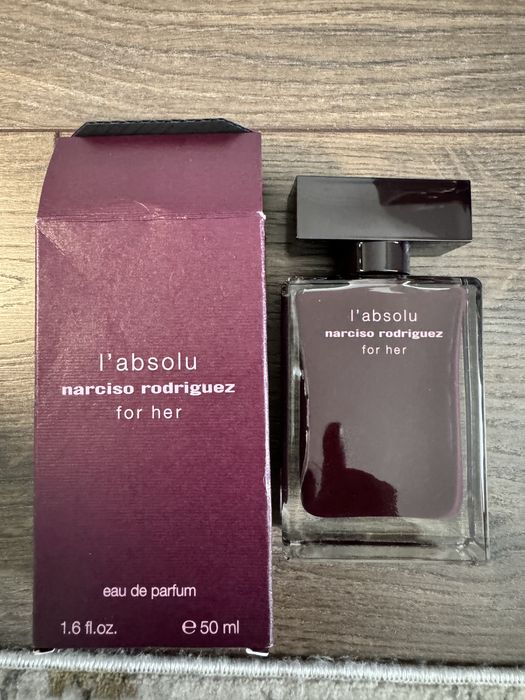 l'absolu
narciso rodriguez
for her
eau de parfum
1.6 fl.oz. ℮ 50 ml
l'absolu
narciso rodriguez
for her